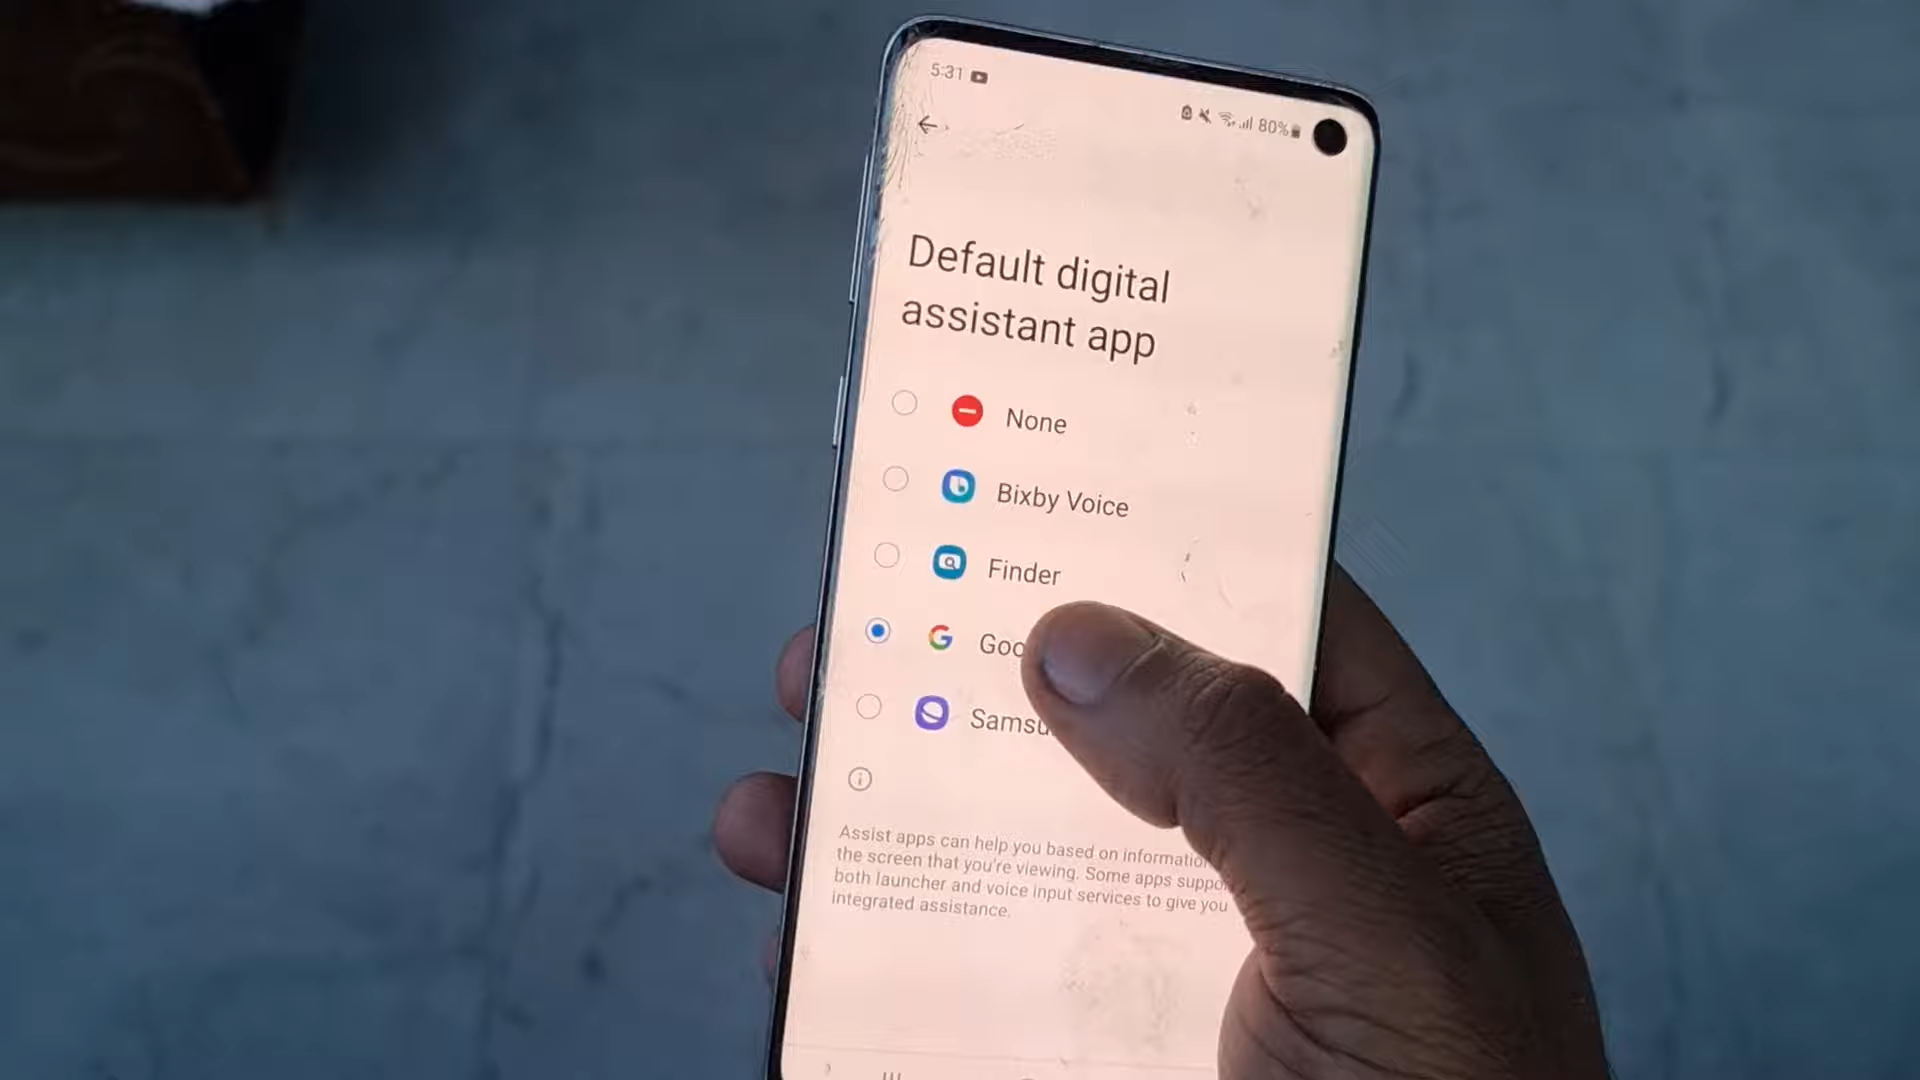 5:31
80%
Default digital
assistant app
None
Bixby Voice
Finder
Goo
Samsu
Assist apps can help you based on information
the screen that you're viewing. Some apps suppor
both launcher and voice input services to give you
integrated assistance.